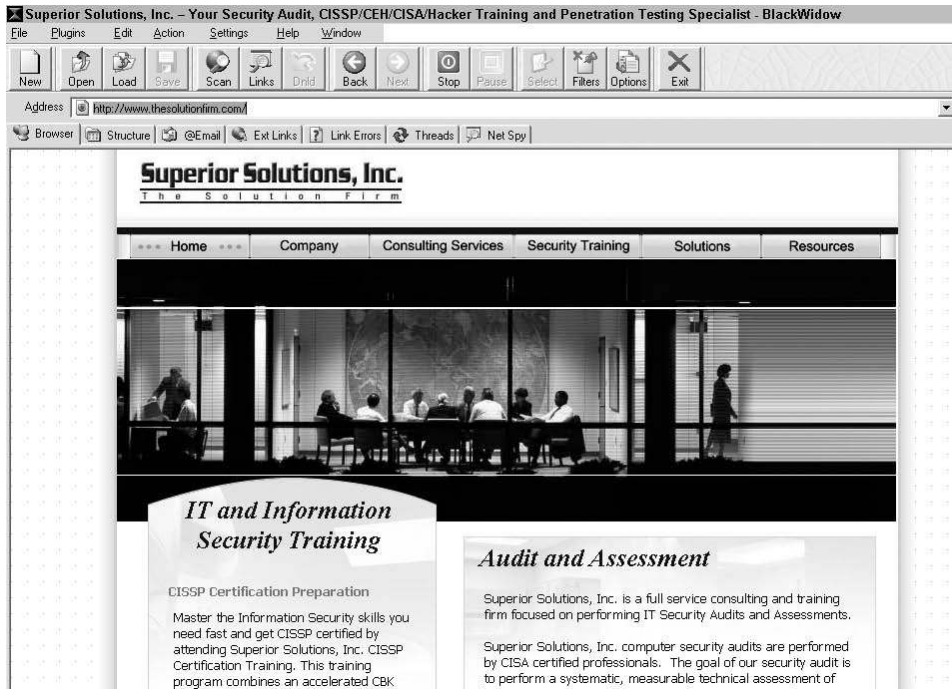 Superior Solutions, Inc. – Your Security Audit, CISSP/CEH/CISA/Hacker Training and Penetration Testing Specialist - BlackWidow
File Plugins Edit Action Settings Help Window
New Open Load Save Scan Links Dnld Back Next Stop Pause Select Filters Options Exit
Address http://www.thesolutionfirm.com/
Browser Structure @Email Ext Links Link Errors Threads Net Spy
Superior Solutions, Inc.
The Solution Firm
Home Company Consulting Services Security Training Solutions Resources
IT and Information
Security Training
CISSP Certification Preparation
Master the Information Security skills you
need fast and get CISSP certified by
attending Superior Solutions, Inc. CISSP
Certification Training. This training
program combines an accelerated CBK
Audit and Assessment
Superior Solutions, Inc. is a full service consulting and training
firm focused on performing IT Security Audits and Assessments.
Superior Solutions, Inc. computer security audits are performed
by CISA certified professionals. The goal of our security audit is
to perform a systematic, measurable technical assessment of